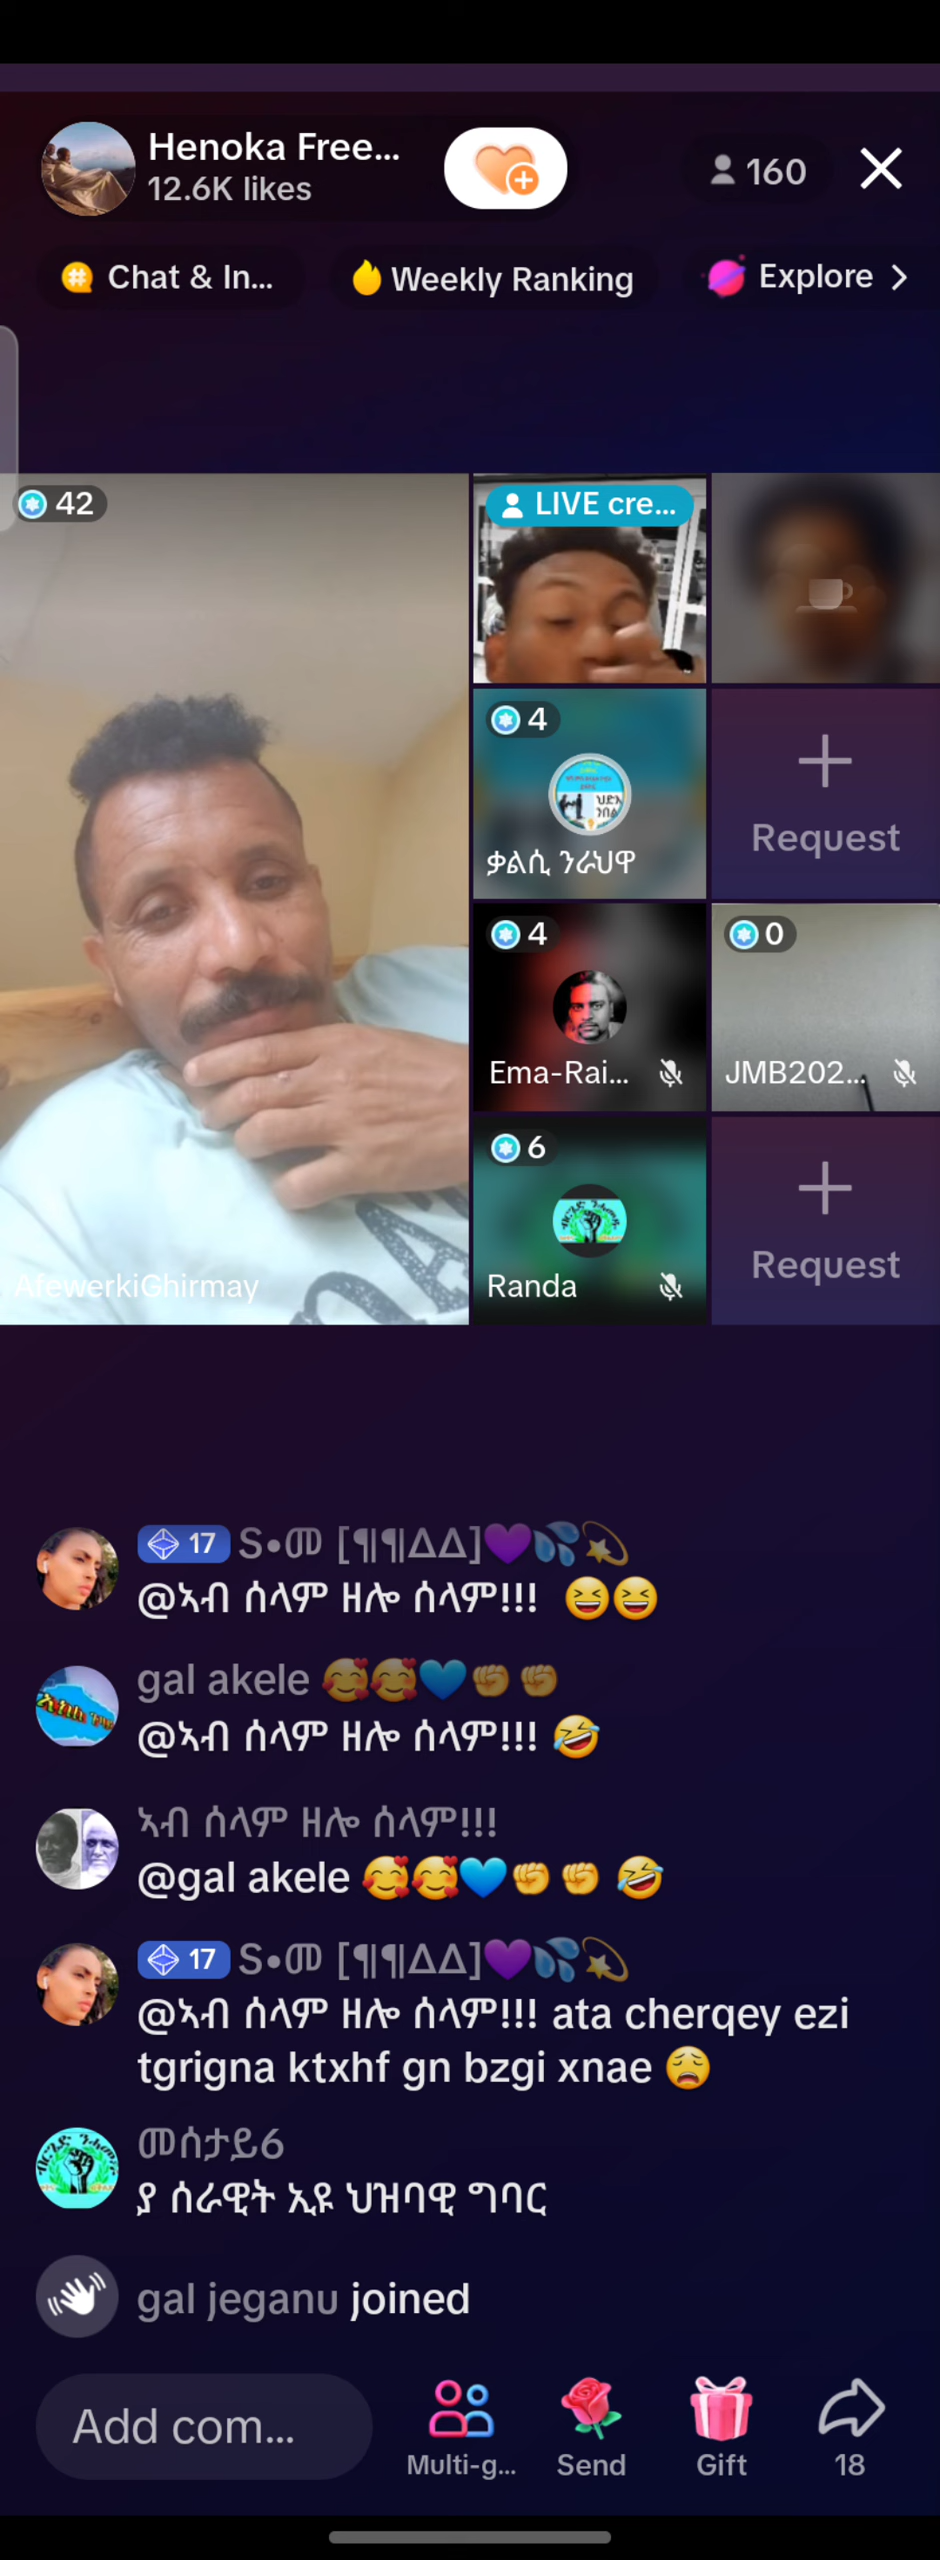 Henoka Free...
12.6K likes
160
Chat & In...
Weekly Ranking
Explore
42
LIVE cre...
4
ቃልሲ ንራህዋ
Request
4
Ema-Rai...
0
JMB202...
AfewerkiGhirmay
6
Randa
Request
17 S•መ [¶¶ΔΔ]💜💦💫
@ኣብ ሰላም ዘሎ ሰላም!!! 😆😆
gal akele 🥰🥰💙✊✊
@ኣብ ሰላም ዘሎ ሰላም!!! 🤣
ኣብ ሰላም ዘሎ ሰላም!!!
@gal akele 🥰🥰💙✊✊ 🤣
17 S•መ [¶¶ΔΔ]💜💦💫
@ኣብ ሰላም ዘሎ ሰላም!!! ata cherqey ezi
tgrigna ktxhf gn bzgi xnae 😩
መሰታይ6
ያ ሰራዊት ኢዩ ህዝባዊ ግባር
gal jeganu joined
Add com...
Multi-g...
Send
Gift
18